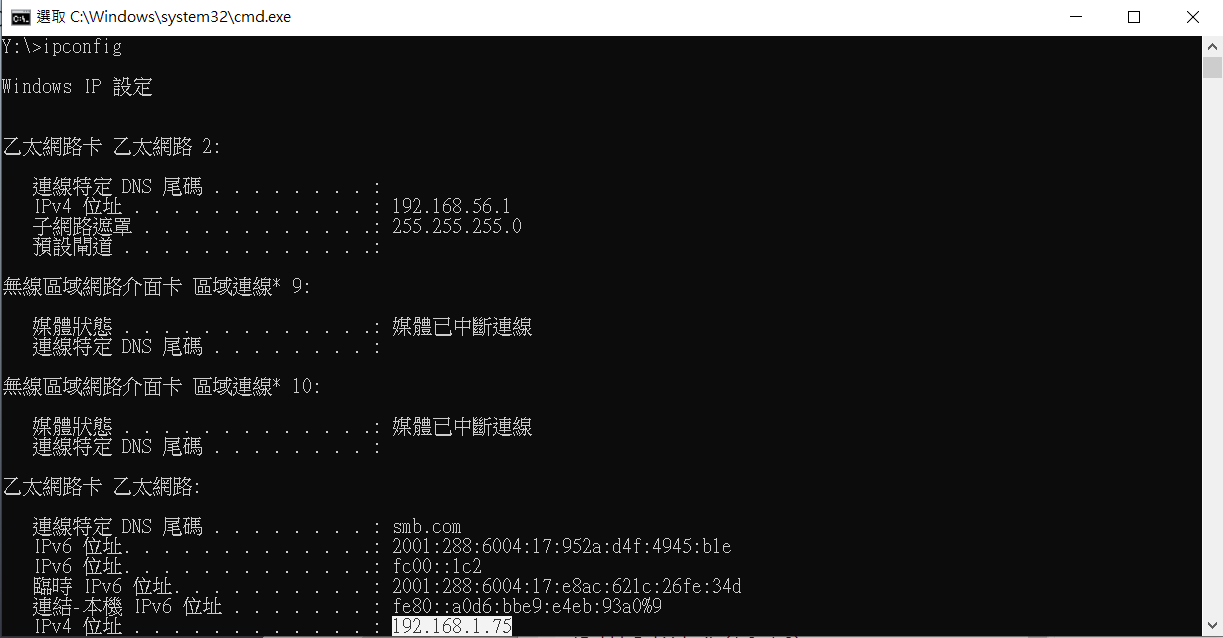 選取 C:\Windows\system32\cmd.exe
Y:\>ipconfig
Windows IP 設定
乙太網路卡 乙太網路 2:
連線特定 DNS 尾碼 . . . . . . . . :
IPv4 位址 . . . . . . . . . . . . : 192.168.56.1
子網路遮罩 . . . . . . . . . . . .: 255.255.255.0
預設閘道 . . . . . . . . . . . . .:
無線區域網路介面卡 區域連線* 9:
媒體狀態 . . . . . . . . . . . . .: 媒體已中斷連線
連線特定 DNS 尾碼 . . . . . . . . :
無線區域網路介面卡 區域連線* 10:
媒體狀態 . . . . . . . . . . . . .: 媒體已中斷連線
連線特定 DNS 尾碼 . . . . . . . . :
乙太網路卡 乙太網路:
連線特定 DNS 尾碼 . . . . . . . . : smb.com
IPv6 位址. . . . . . . . . . . . .: 2001:288:6004:17:952a:d4f:4945:b1e
IPv6 位址. . . . . . . . . . . . .: fc00::1c2
臨時 IPv6 位址. . . . . . . . . . : 2001:288:6004:17:e8ac:621c:26fe:34d
連結-本機 IPv6 位址 . . . . . . . : fe80::a0d6:bbe9:e4eb:93a0%9
IPv4 位址 . . . . . . . . . . . . : 192.168.1.75